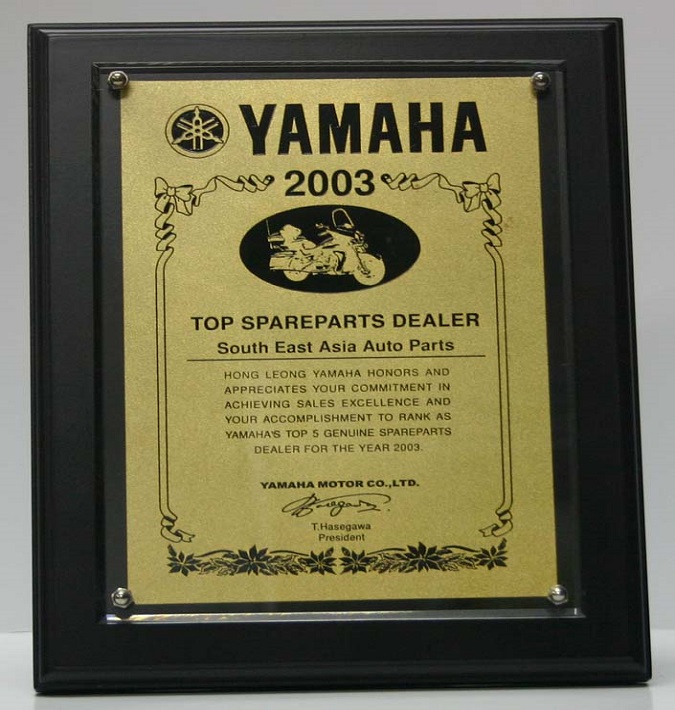 YAMAHA
2003
TOP SPAREPARTS DEALER
South East Asia Auto Parts
HONG LEONG YAMAHA HONORS AND
APPRECIATES YOUR COMMITMENT IN
ACHIEVING SALES EXCELLENCE AND
YOUR ACCOMPLISHMENT TO RANK AS
YAMAHA'S TOP 5 GENUINE SPAREPARTS
DEALER FOR THE YEAR 2003.
YAMAHA MOTOR CO.,LTD.
T.Hasegawa
President